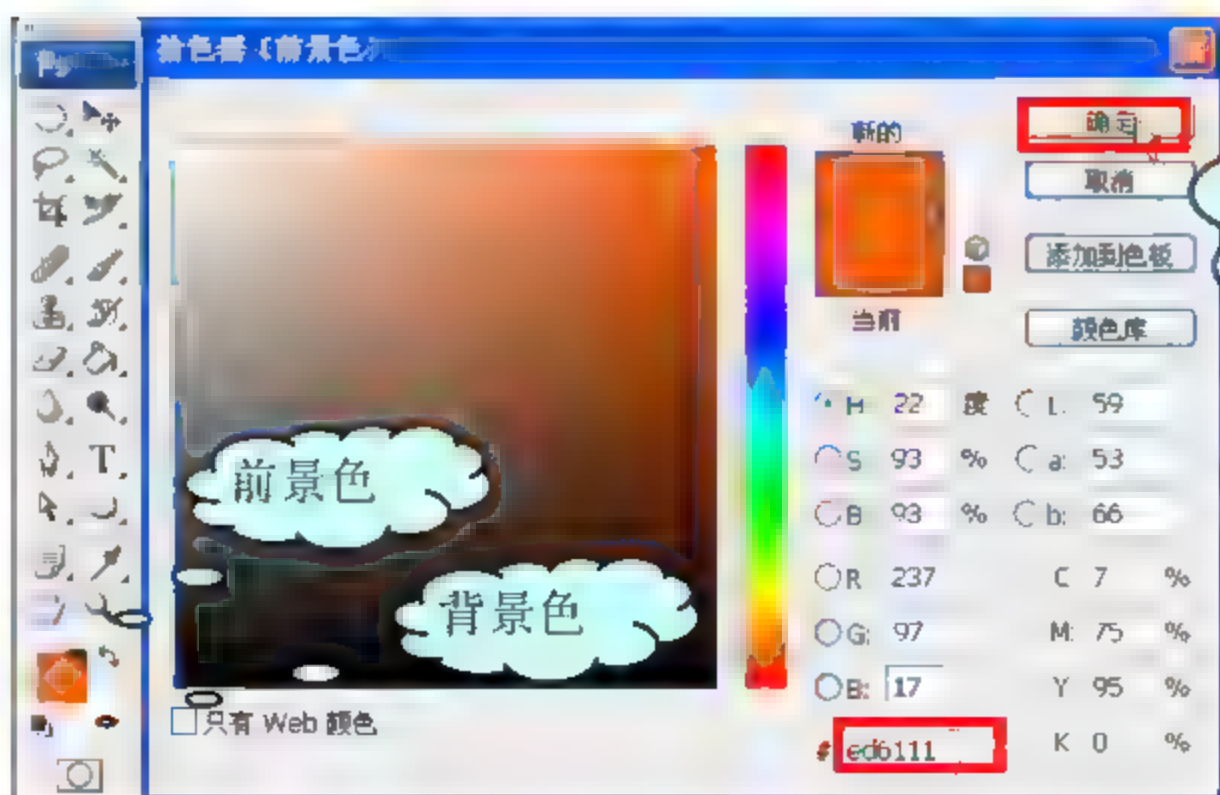 拾色器（前景色）
新的
确定
取消
添加到色板
当前
颜色库
H 22 度 L: 59
S 93 % a: 53
B 93 % b: 66
前景色
R 237 C 7 %
背景色
G: 97 M: 75 %
B: 17 Y 95 %
只有 Web 颜色
# ed6111 K 0 %
T